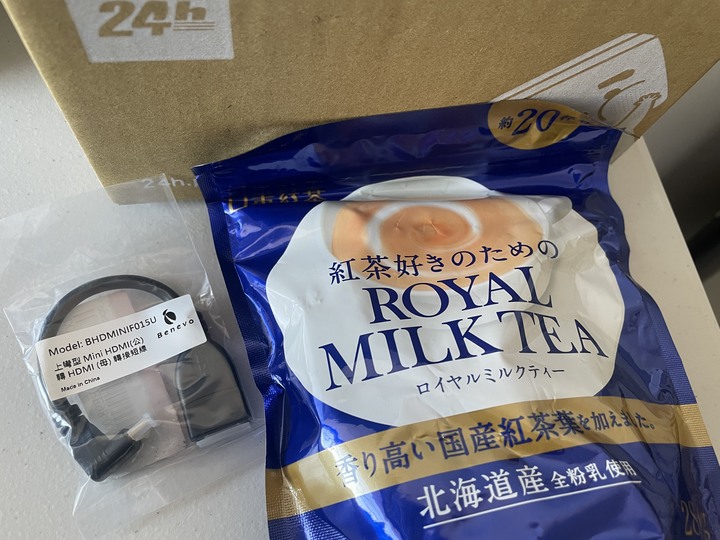 24h
24h.
約20
日本紅茶
紅茶好きのための
ROYAL
MILK TEA
ロイヤルミルクティー
香り高い国産紅茶葉を加えました。
北海道産 全粉乳使用
280g
Model: BHDMINIF015U
Benevo
上彎型 Mini HDMI(公)
轉 HDMI (母) 轉接短線
Made in China